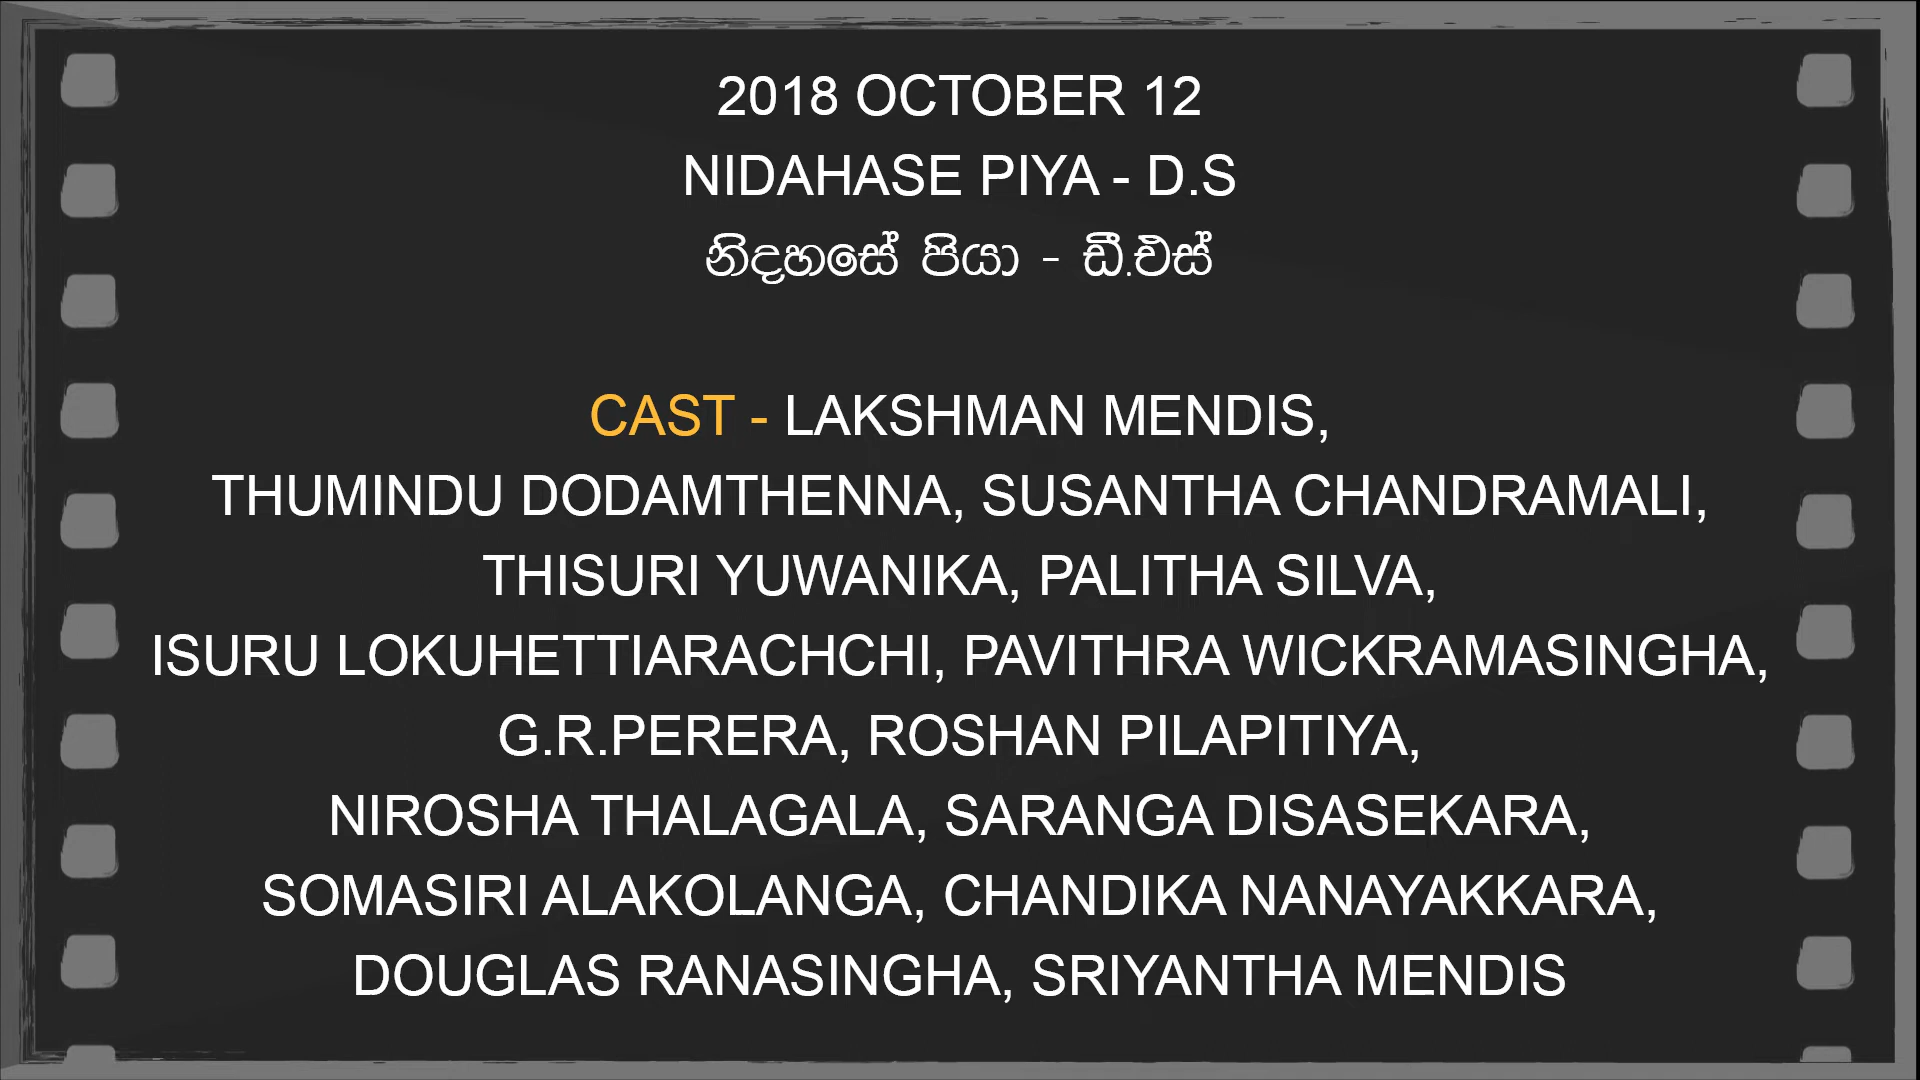 2018 OCTOBER 12
NIDAHASE PIYA - D.S
නිදහසේ පියා - ඩී.එස්
CAST - LAKSHMAN MENDIS,
THUMINDU DODAMTHENNA, SUSANTHA CHANDRAMALI,
THISURI YUWANIKA, PALITHA SILVA,
ISURU LOKUHETTIARACHCHI, PAVITHRA WICKRAMASINGHA,
G.R.PERERA, ROSHAN PILAPITIYA,
NIROSHA THALAGALA, SARANGA DISASEKARA,
SOMASIRI ALAKOLANGA, CHANDIKA NANAYAKKARA,
DOUGLAS RANASINGHA, SRIYANTHA MENDIS